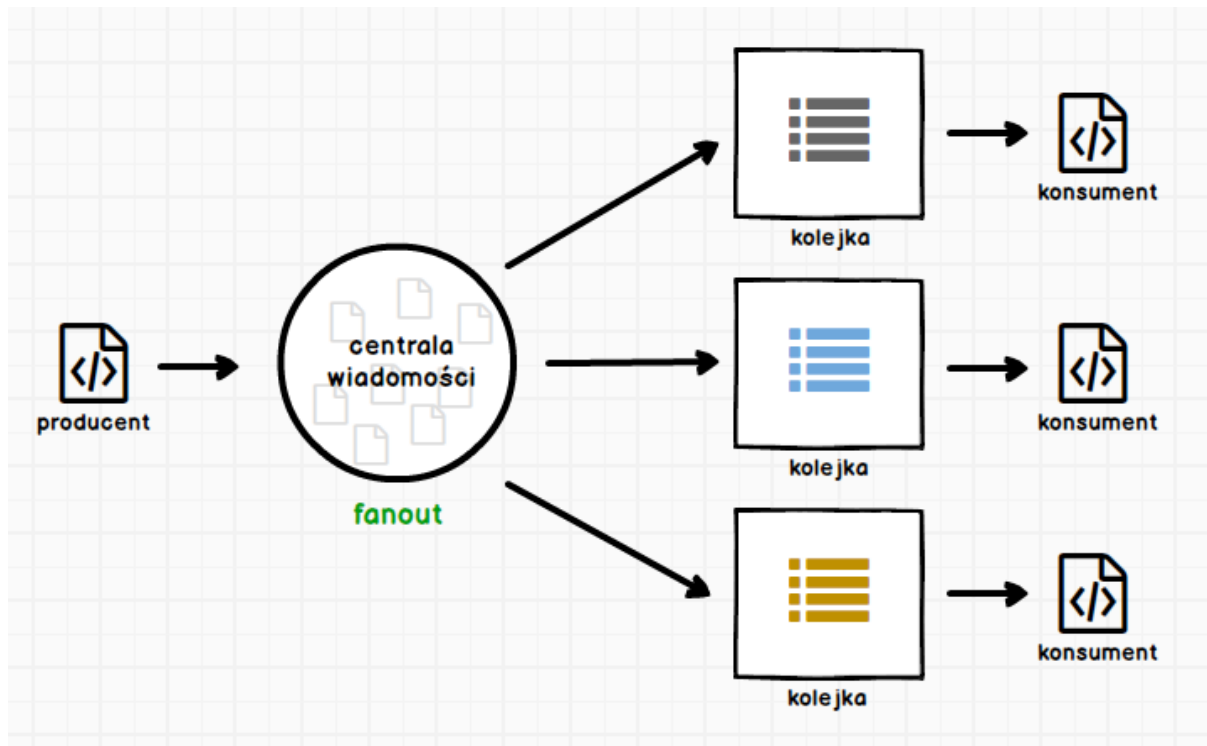 kolejka
konsument
producent
centrala
wiadomości
fanout
kolejka
konsument
kolejka
konsument